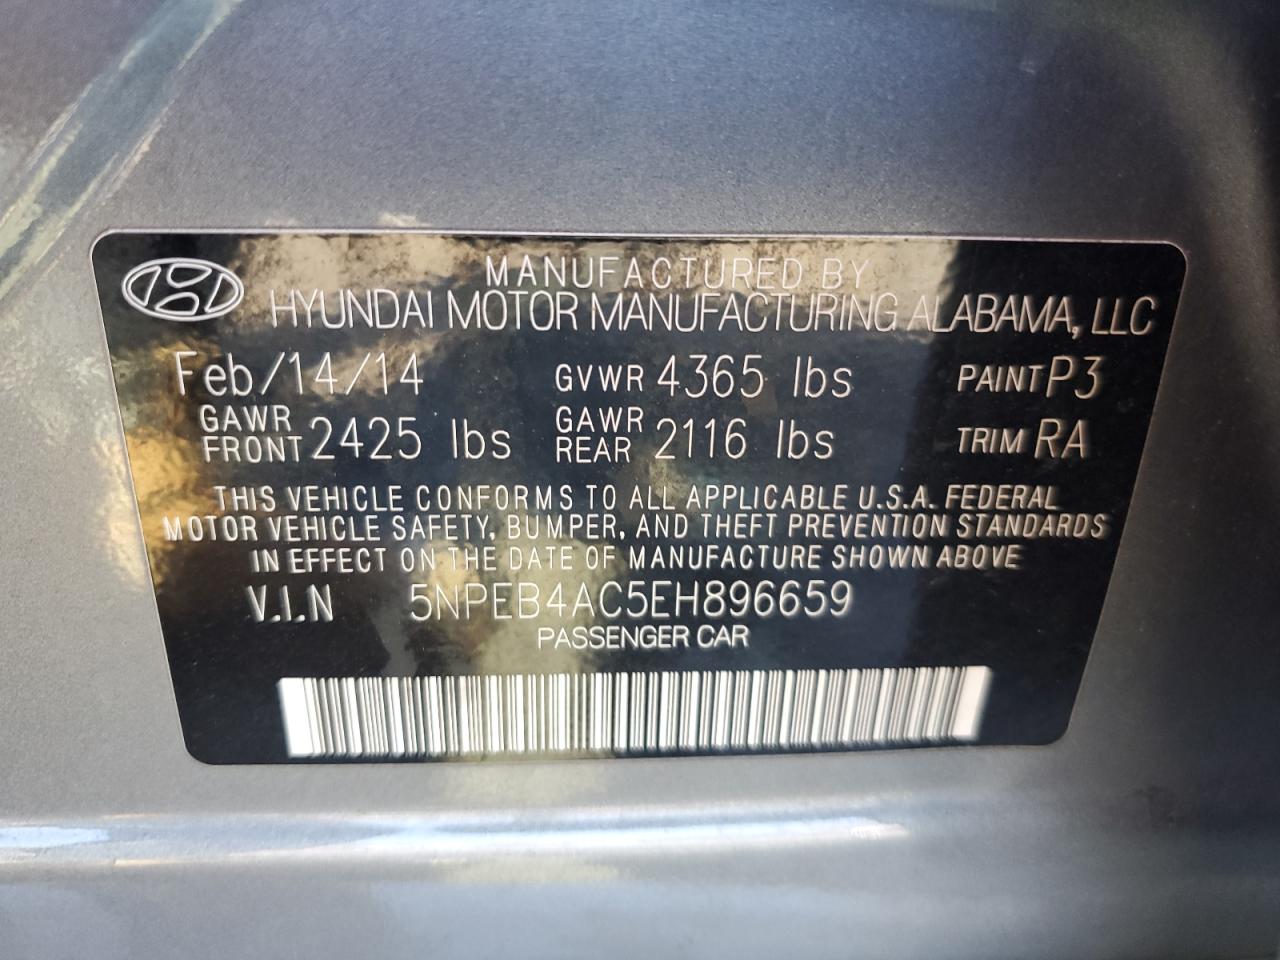 MANUFACTURED BY
HYUNDAI MOTOR MANUFACTURING ALABAMA, LLC
Feb/14/14 GVWR 4365 lbs PAINT P3
GAWR FRONT 2425 lbs GAWR REAR 2116 lbs TRIM RA
THIS VEHICLE CONFORMS TO ALL APPLICABLE U.S.A. FEDERAL
MOTOR VEHICLE SAFETY, BUMPER, AND THEFT PREVENTION STANDARDS
IN EFFECT ON THE DATE OF MANUFACTURE SHOWN ABOVE
V.I.N 5NPEB4AC5EH896659
PASSENGER CAR